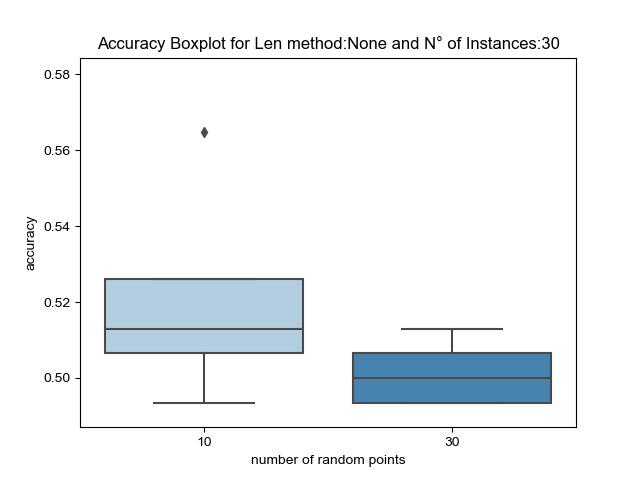 Accuracy Boxplot for Len method:None and N° of Instances:30
0.58
0.56
0.54
0.52
0.50
accuracy
10 30
number of random points